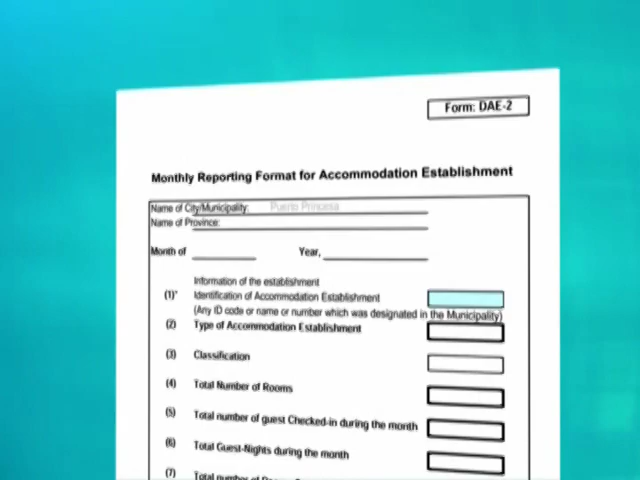 Form: DAE-2
Monthly Reporting Format for Accommodation Establishment
Name of City/Municipality: Puerto Princesa
Name of Province:
Month of Year,
Information of the establishment
(1)* Identification of Accommodation Establishment
(Any ID code or name or number which was designated in the Municipality)
(2) Type of Accommodation Establishment
(3) Classification
(4) Total Number of Rooms
(5) Total number of guest Checked-in during the month
(6) Total Guest-Nights during the month
(7) Total number of